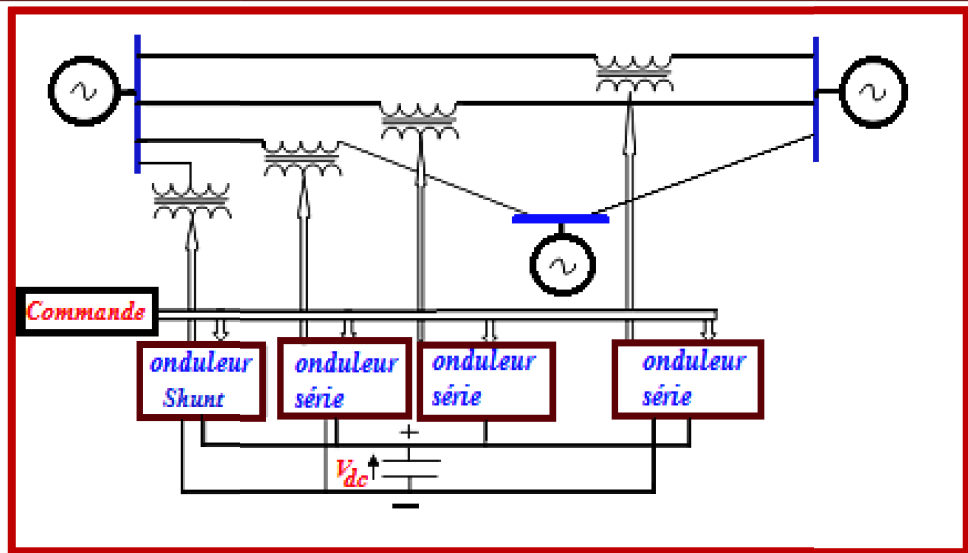 Commande
onduleur
Shunt
onduleur
série
onduleur
série
onduleur
série
+
Vdc
−